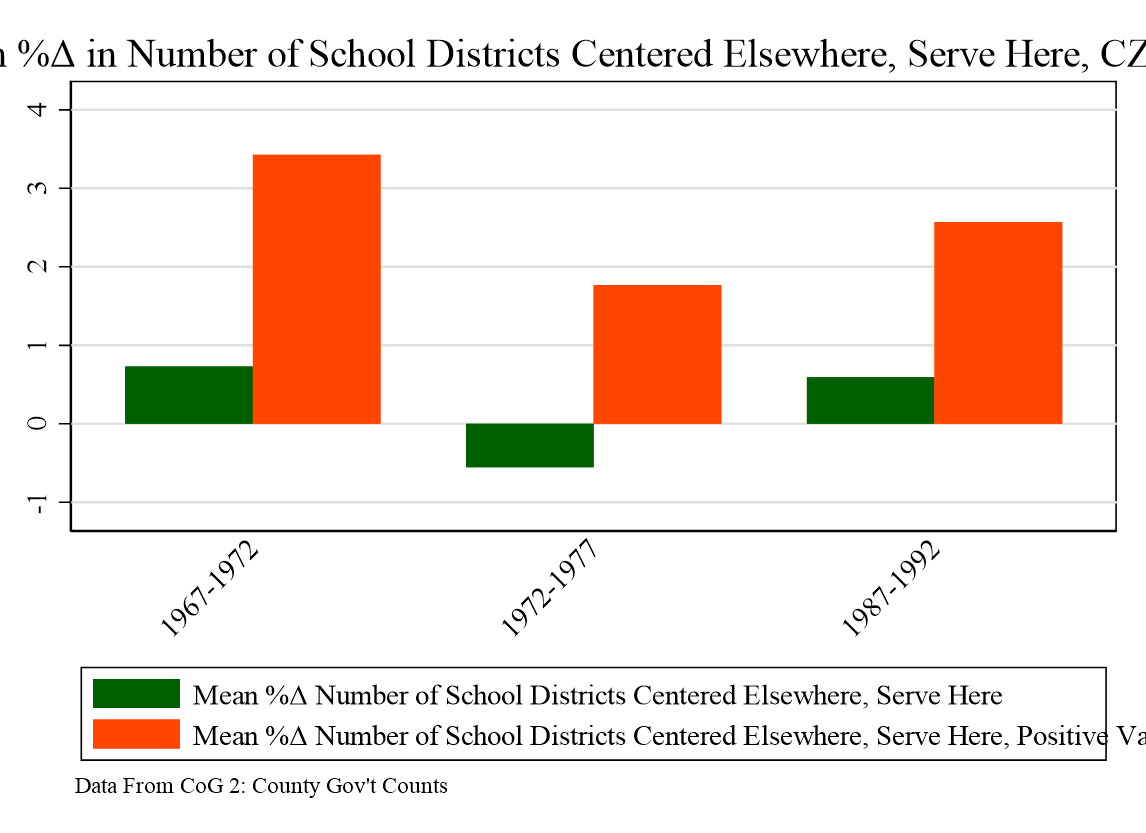 %Δ in Number of School Districts Centered Elsewhere, Serve Here, CZ
4
3
2
1
0
-1
1967-1972
1972-1977
1987-1992
Mean %Δ Number of School Districts Centered Elsewhere, Serve Here
Mean %Δ Number of School Districts Centered Elsewhere, Serve Here, Positive Va
Data From CoG 2: County Gov't Counts